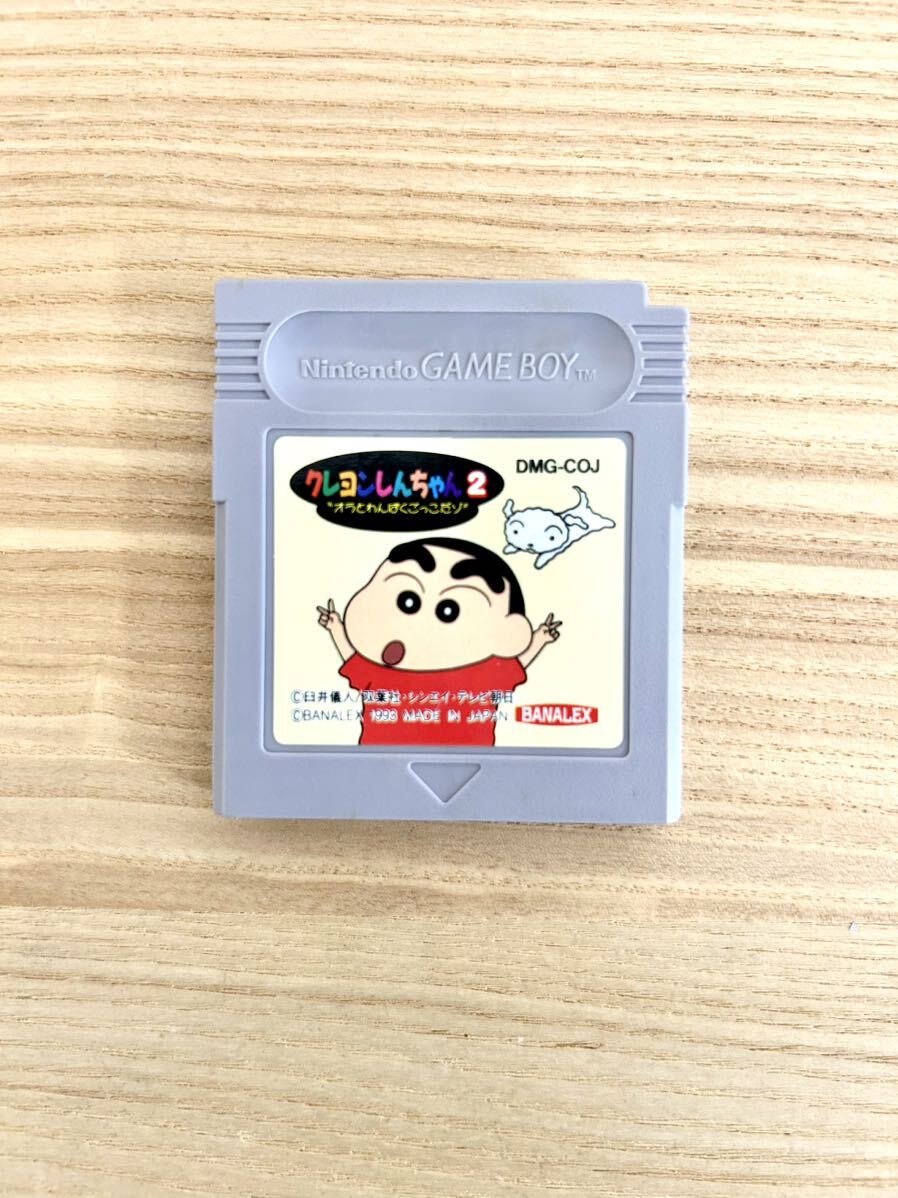 Nintendo GAME BOY TM
クレヨンしんちゃん2
DMG-COJ
"オラとわんぱくごっこだゾ"
©臼井儀人/双葉社・シンエイ・テレビ朝日
©BANALEX 1993 MADE IN JAPAN
BANALEX